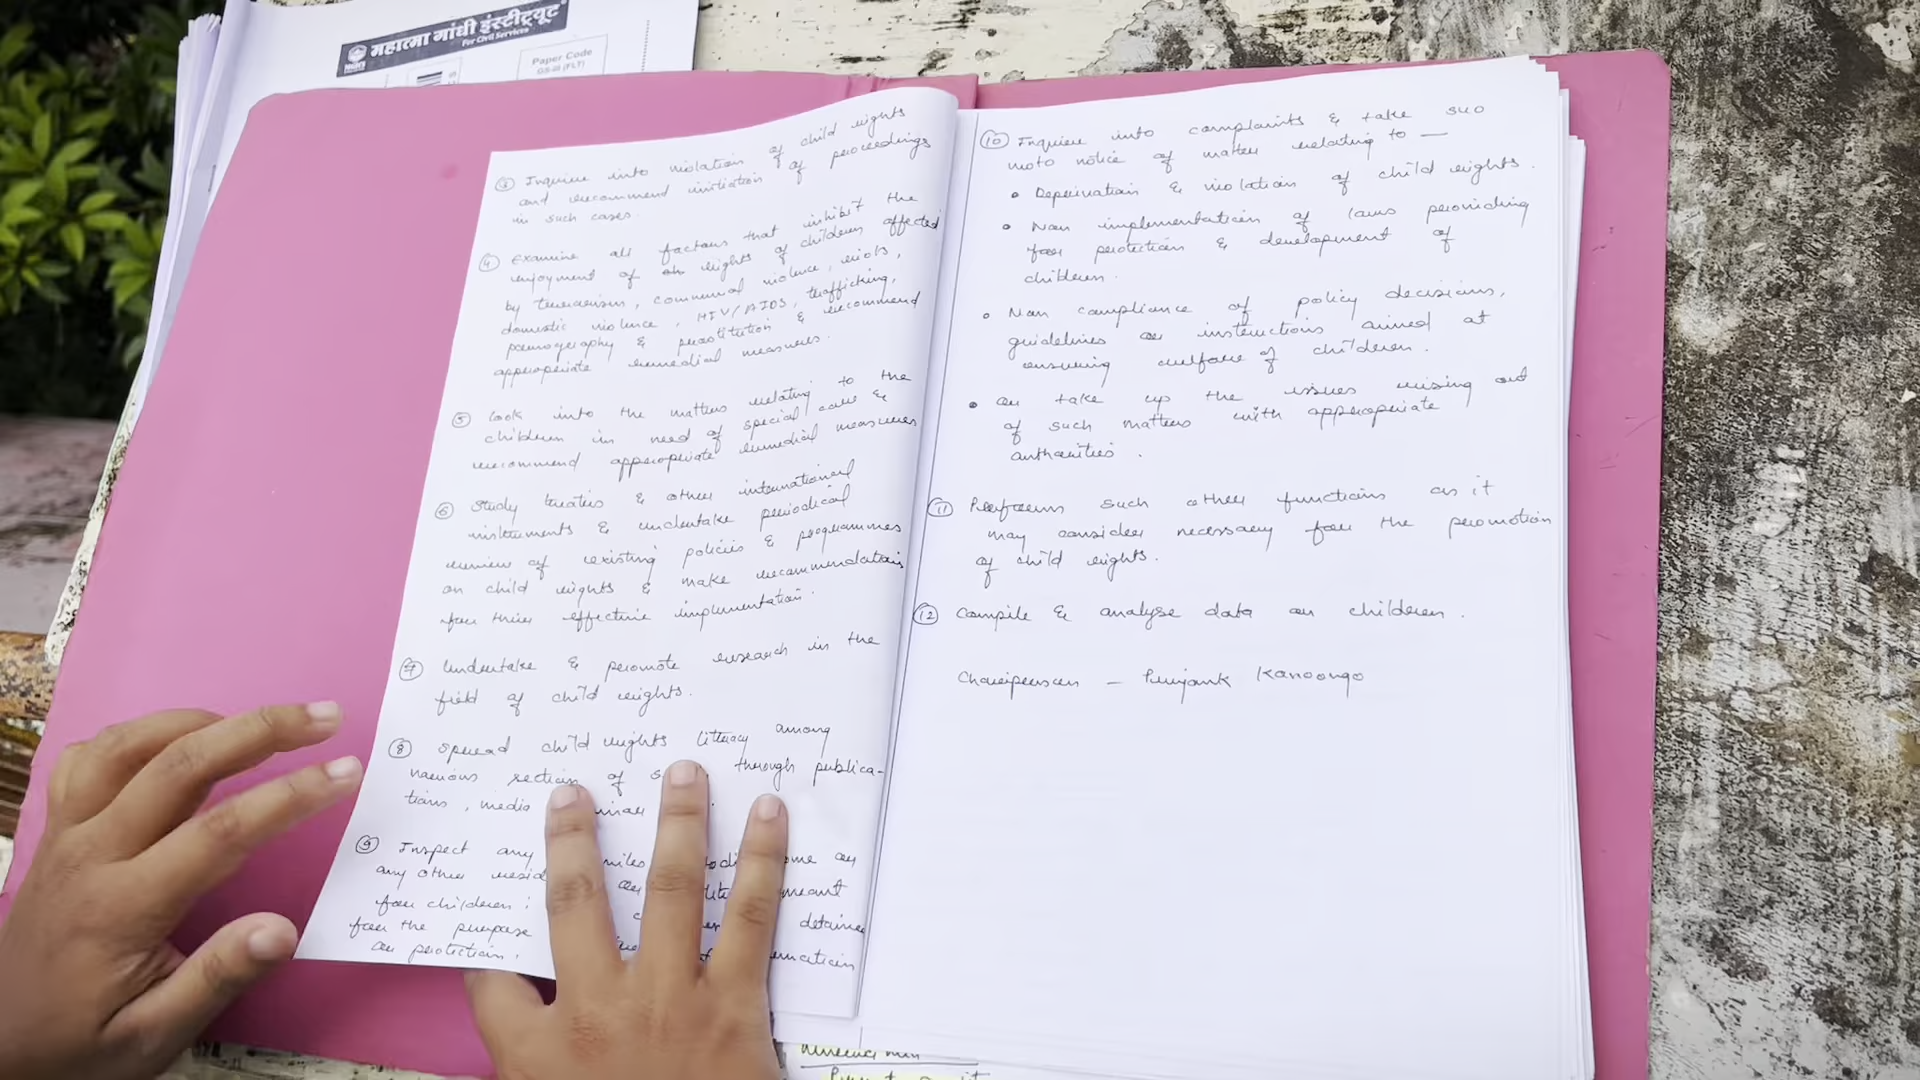 महात्मा गांधी इंस्टीट्यूट
For Civil Services
MGICS
Paper Code
GS-III (FLT)
③ Inquire into violation of child rights
and recommend initiation of proceedings
in such cases.
④ Examine all factors that inhibit the
enjoyment of rights of children affected
by terrorism, communal violence, riots,
domestic violence, HIV/AIDS, trafficking,
pornography & prostitution & recommend
appropriate remedial measures.
⑤ Look into the matters relating to the
children in need of special care &
recommend appropriate remedial measures
⑥ Study treaties & other international
instruments & undertake periodical
review of existing policies & programmes
on child rights & make recommendations
for their effective implementation.
⑦ Undertake & promote research in the
field of child rights.
⑧ Spread child rights literacy among
various section of through publica-
tions, media
⑨ Inspect any or
any other meant
for children; detained
for the purpose
or protection;
⑩ Inquire into complaints & take suo
moto notice of matter relating to —
• Deprivation & violation of child rights.
• Non implementation of laws providing
for protection & development of
children.
• Non compliance of policy decisions,
guidelines or instructions aimed at
ensuring welfare of children.
• or take up the issues arising out
of such matters with appropriate
authorities.
⑪ Perform such other functions as it
may consider necessary for the promotion
of child rights.
⑫ Compile & analyse data on children.
Chairperson – Priyank Kanoongo